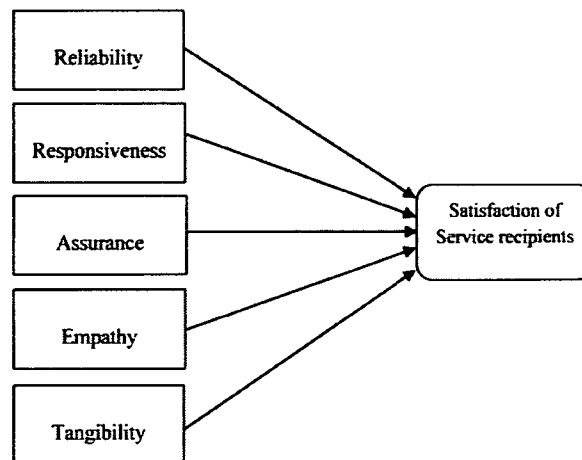 Reliability
Responsiveness
Assurance
Empathy
Tangibility
Satisfaction of
Service recipients